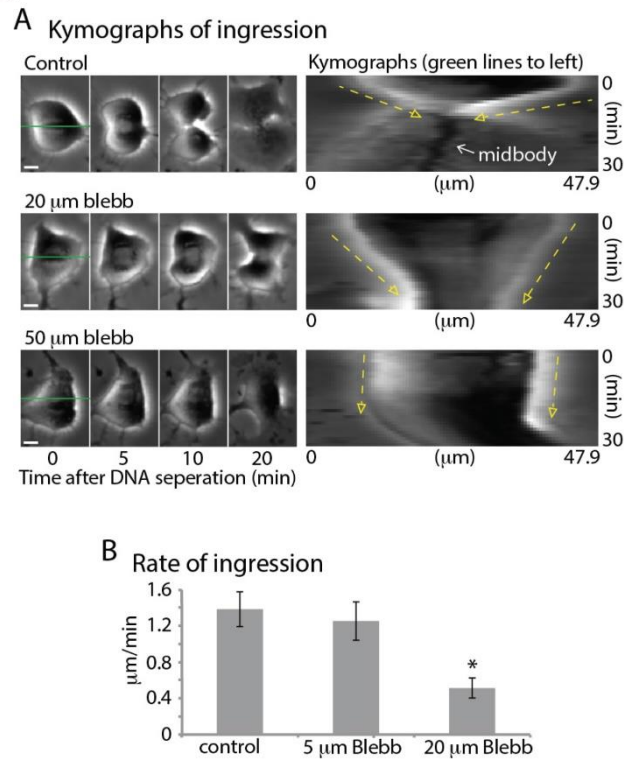 A Kymographs of ingression
Control
Kymographs (green lines to left)
midbody
0
(min)
30
0 (μm) 47.9
20 μm blebb
0
(min)
30
0 (μm) 47.9
50 μm blebb
0
(min)
30
0 (μm) 47.9
0 5 10 20
Time after DNA seperation (min)
B Rate of ingression
μm/min
1.6
1.2
0.8
0.4
0
*
control 5 μm Blebb 20 μm Blebb